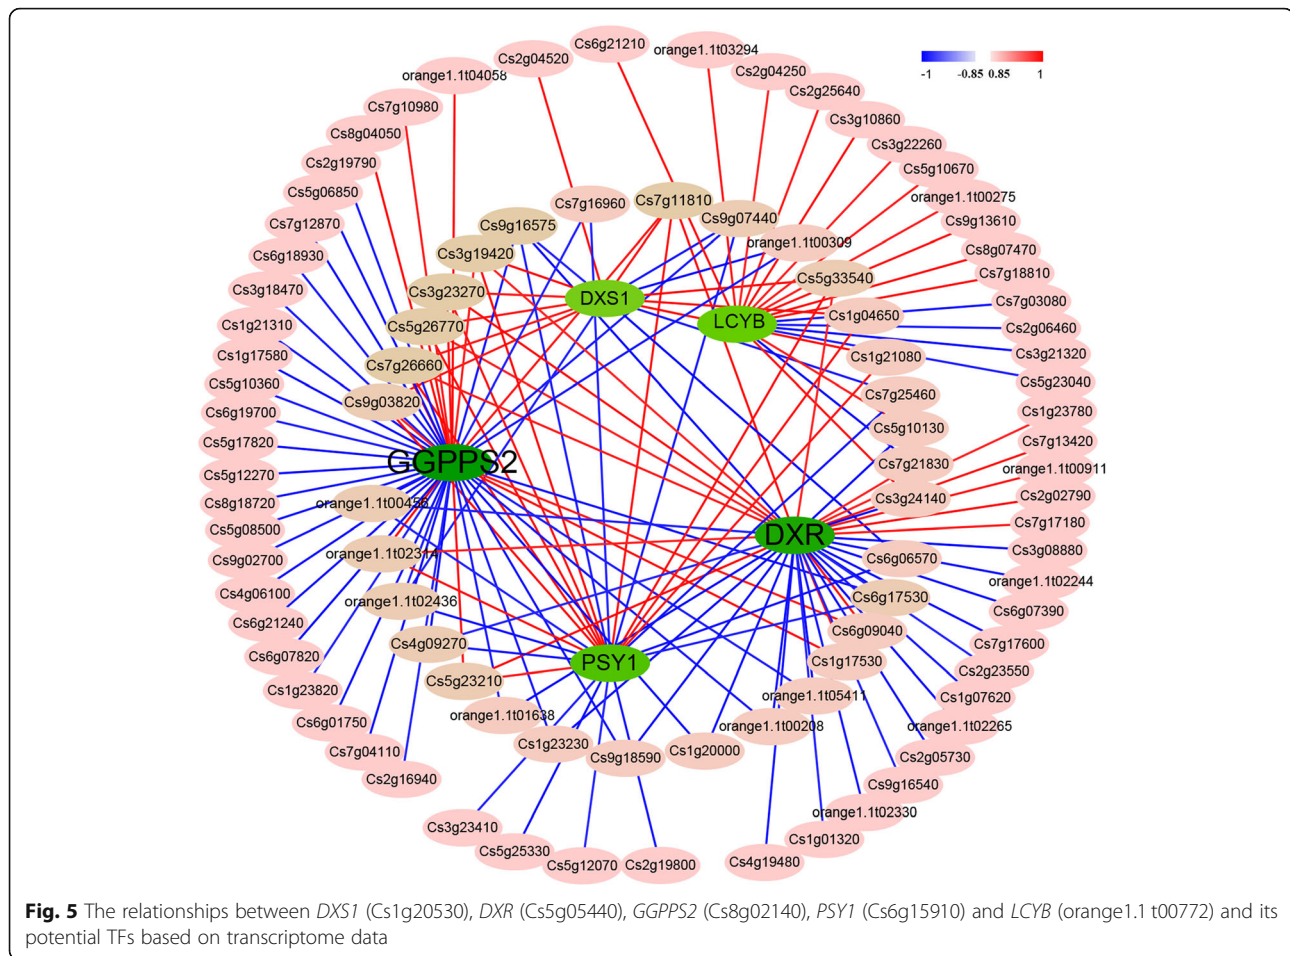 Cs6g21210
Cs2g04520
orange1.1t03294
orange1.1t04058
Cs2g04250
Cs7g10980
Cs2g25640
Cs8g04050
Cs3g10860
Cs2g19790
Cs3g22260
Cs5g06850
Cs5g10670
Cs7g12870
orange1.1t00275
Cs6g18930
Cs9g13610
Cs3g18470
Cs8g07470
Cs1g21310
Cs7g18810
Cs1g17580
Cs7g03080
Cs5g10360
Cs2g06460
Cs6g19700
Cs3g21320
Cs5g17820
Cs5g23040
Cs5g12270
Cs1g23780
Cs8g18720
Cs7g13420
Cs5g08500
orange1.1t00911
Cs9g02700
Cs2g02790
Cs4g06100
Cs7g17180
Cs6g21240
Cs3g08880
Cs6g07820
orange1.1t02244
Cs1g23820
Cs6g07390
Cs6g01750
Cs7g17600
Cs7g04110
Cs2g23550
Cs2g16940
Cs1g07620
orange1.1t02265
Cs2g05730
Cs9g16540
orange1.1t02330
Cs1g01320
Cs4g19480
Cs3g23410
Cs5g25330
Cs5g12070
Cs2g19800
Cs7g16960
Cs7g11810
Cs9g07440
Cs9g16575
orange1.1t00309
Cs3g19420
Cs5g33540
Cs3g23270
Cs1g04650
Cs5g26770
Cs1g21080
Cs7g26660
Cs7g25460
Cs9g03820
Cs5g10130
Cs7g21830
Cs3g24140
orange1.1t00456
orange1.1t02314
Cs6g06570
orange1.1t02436
Cs6g17530
Cs4g09270
Cs6g09040
Cs5g23210
Cs1g17530
orange1.1t01638
orange1.1t05411
Cs1g23230
orange1.1t00208
Cs9g18590
Cs1g20000
DXS1
LCYB
GGPPS2
DXR
PSY1
-1 -0.85 0.85 1
Fig. 5 The relationships between DXS1 (Cs1g20530), DXR (Cs5g05440), GGPPS2 (Cs8g02140), PSY1 (Cs6g15910) and LCYB (orange1.1 t00772) and its
potential TFs based on transcriptome data